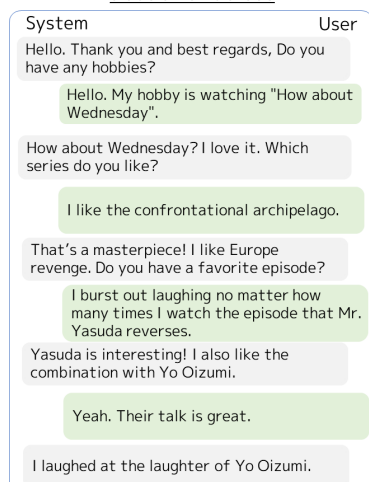 System User
Hello. Thank you and best regards, Do you
have any hobbies?
Hello. My hobby is watching "How about
Wednesday".
How about Wednesday? I love it. Which
series do you like?
I like the confrontational archipelago.
That's a masterpiece! I like Europe
revenge. Do you have a favorite episode?
I burst out laughing no matter how
many times I watch the episode that Mr.
Yasuda reverses.
Yasuda is interesting! I also like the
combination with Yo Oizumi.
Yeah. Their talk is great.
I laughed at the laughter of Yo Oizumi.